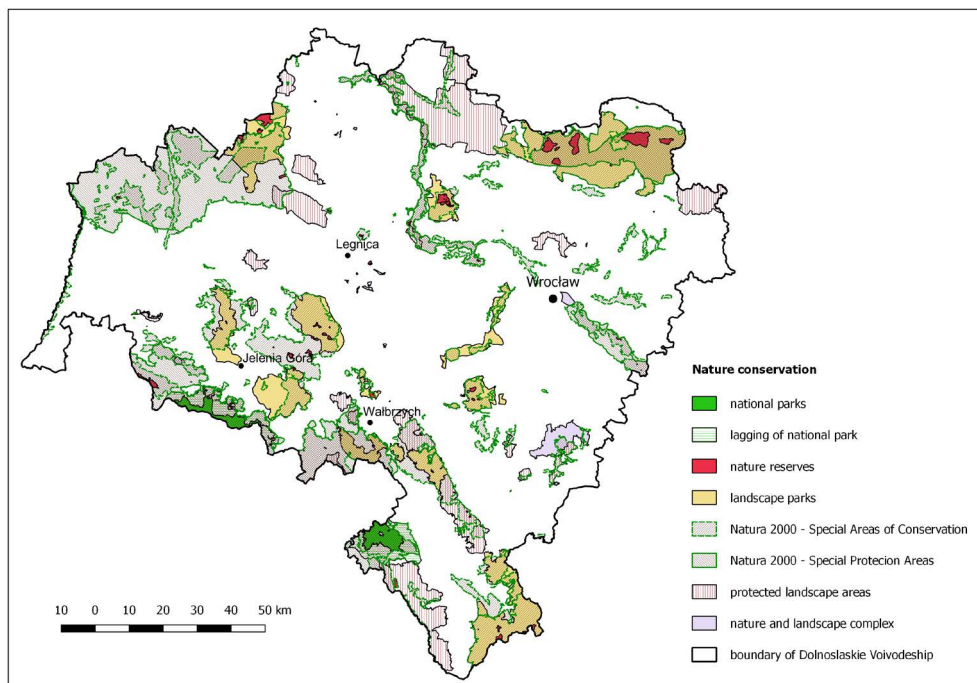 Legnica
Wrocław
Jelenia Góra
Wałbrzych
Nature conservation
national parks
lagging of national park
nature reserves
landscape parks
Natura 2000 - Special Areas of Conservation
Natura 2000 - Special Protecion Areas
protected landscape areas
nature and landscape complex
boundary of Dolnoslaskie Voivodeship
10 0 10 20 30 40 50 km